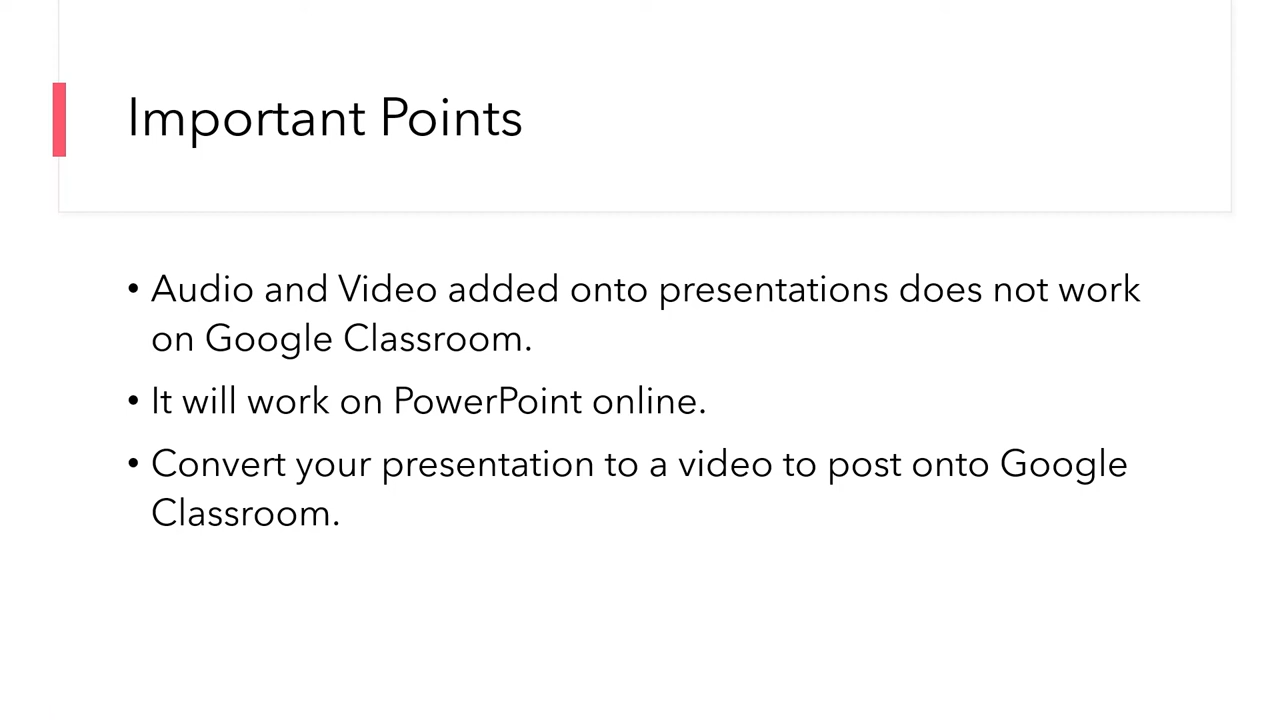 Important Points
• Audio and Video added onto presentations does not work
on Google Classroom.
• It will work on PowerPoint online.
• Convert your presentation to a video to post onto Google
Classroom.